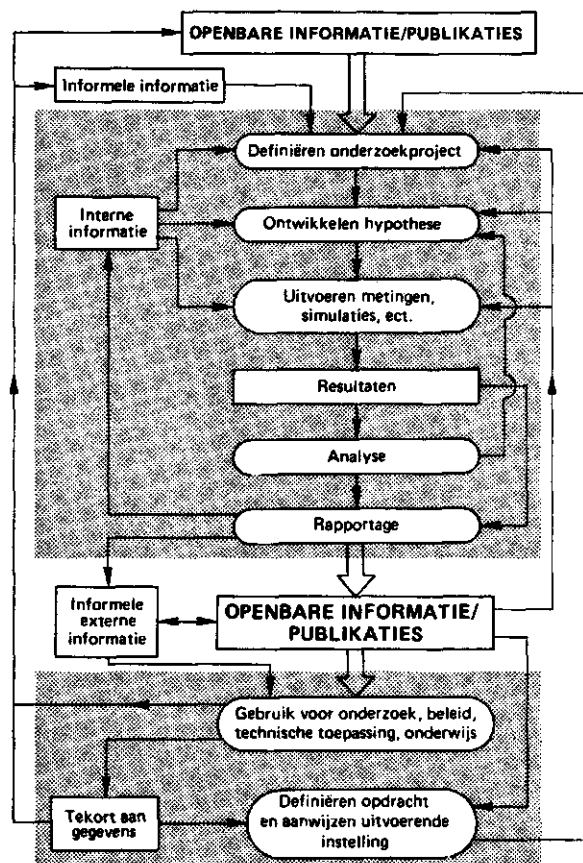 OPENBARE INFORMATIE/PUBLIKATIES
Informele informatie
Definiëren onderzoekproject
Interne
informatie
Ontwikkelen hypothese
Uitvoeren metingen,
simulaties, ect.
Resultaten
Analyse
Rapportage
Informele
externe
informatie
OPENBARE INFORMATIE/
PUBLIKATIES
Gebruik voor onderzoek, beleid,
technische toepassing, onderwijs
Tekort aan
gegevens
Definiëren opdracht
en aanwijzen uitvoerende
instelling